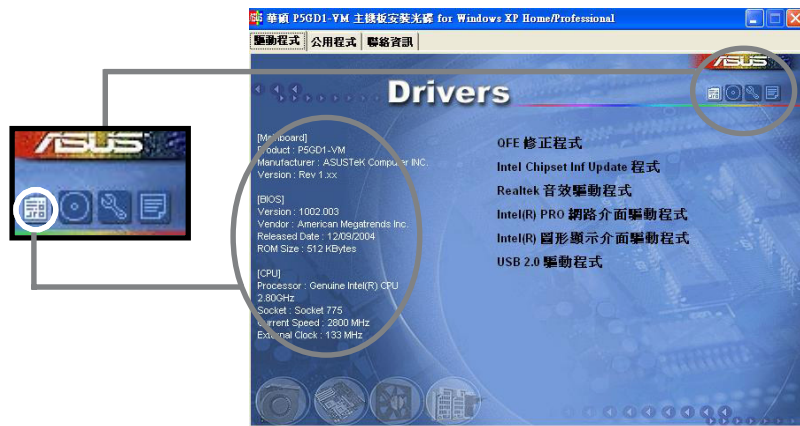 華碩 P5GD1-VM 主機板安裝光碟 for Windows XP Home/Professional
驅動程式 公用程式 聯絡資訊
ASUS
Drivers
ASUS
[Motherboard]
Product : P5GD1-VM
Manufacturer : ASUSTeK Computer INC.
Version : Rev 1.xx
[BIOS]
Version : 1002.003
Vendor : American Megatrends Inc.
Released Date : 12/09/2004
ROM Size : 512 KBytes
[CPU]
Processor : Genuine Intel(R) CPU
2.80GHz
Socket : Socket 775
Current Speed : 2800 MHz
External Clock : 133 MHz
QFE 修正程式
Intel Chipset Inf Update 程式
Realtek 音效驅動程式
Intel(R) PRO 網路介面驅動程式
Intel(R) 圖形顯示介面驅動程式
USB 2.0 驅動程式